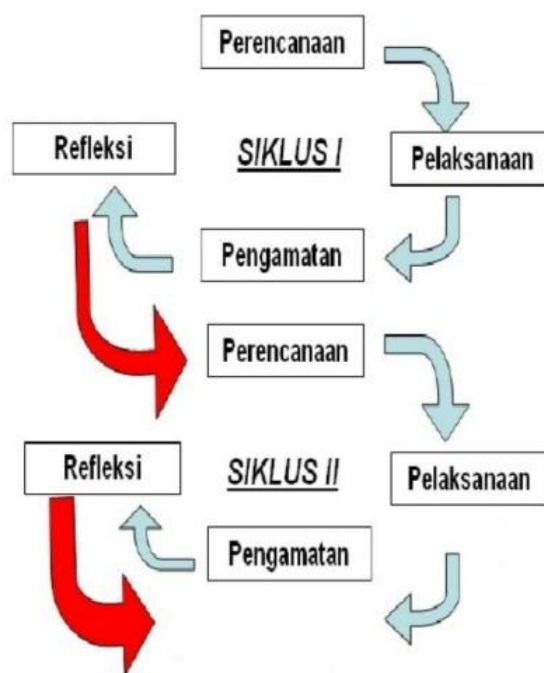 Perencanaan
Refleksi
SIKLUS I
Pelaksanaan
Pengamatan
Perencanaan
Refleksi
SIKLUS II
Pelaksanaan
Pengamatan